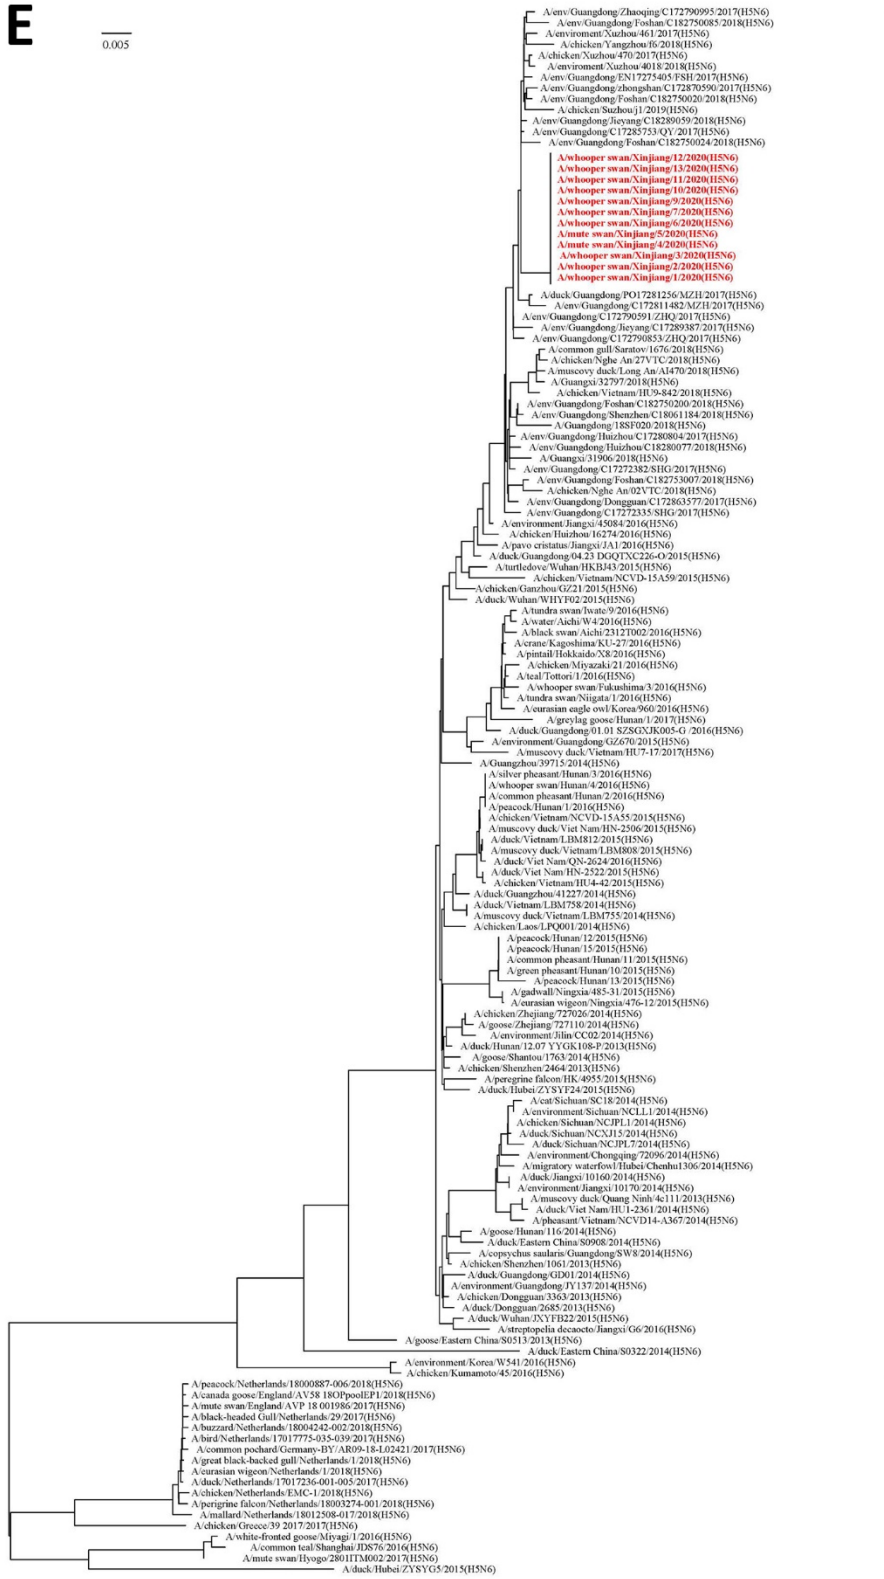 E
0.005
A/env/Guangdong/Zhaoqing/C172790995/2017(H5N6)
A/env/Guangdong/Foshan/C182750085/2018(H5N6)
A/enviroment/Xuzhou/461/2017(H5N6)
A/chicken/Yangzhou/f6/2018(H5N6)
A/chicken/Xuzhou/470/2017(H5N6)
A/enviroment/Xuzhou/4018/2018(H5N6)
A/env/Guangdong/EN17275405/FSH/2017(H5N6)
A/env/Guangdong/zhongshan/C172870590/2017(H5N6)
A/env/Guangdong/Foshan/C182750020/2018(H5N6)
A/chicken/Suzhou/j1/2019(H5N6)
A/env/Guangdong/Jieyang/C18289059/2018(H5N6)
A/env/Guangdong/C17285753/QY/2017(H5N6)
A/env/Guangdong/Foshan/C182750024/2018(H5N6)
A/whooper swan/Xinjiang/12/2020(H5N6)
A/whooper swan/Xinjiang/13/2020(H5N6)
A/whooper swan/Xinjiang/11/2020(H5N6)
A/whooper swan/Xinjiang/10/2020(H5N6)
A/whooper swan/Xinjiang/9/2020(H5N6)
A/whooper swan/Xinjiang/7/2020(H5N6)
A/whooper swan/Xinjiang/6/2020(H5N6)
A/mute swan/Xinjiang/5/2020(H5N6)
A/mute swan/Xinjiang/4/2020(H5N6)
A/whooper swan/Xinjiang/3/2020(H5N6)
A/whooper swan/Xinjiang/2/2020(H5N6)
A/whooper swan/Xinjiang/1/2020(H5N6)
A/duck/Guangdong/PO17281256/MZH/2017(H5N6)
A/env/Guangdong/C172811482/MZH/2017(H5N6)
A/env/Guangdong/C172790591/ZHQ/2017(H5N6)
A/env/Guangdong/Jieyang/C17289387/2017(H5N6)
A/env/Guangdong/C172790853/ZHQ/2017(H5N6)
A/common gull/Saratov/1676/2018(H5N6)
A/chicken/Nghe An/27VTC/2018(H5N6)
A/muscovy duck/Long An/AI470/2018(H5N6)
A/Guangxi/32797/2018(H5N6)
A/chicken/Vietnam/HU9-842/2018(H5N6)
A/env/Guangdong/Foshan/C182750200/2018(H5N6)
A/env/Guangdong/Shenzhen/C18061184/2018(H5N6)
A/Guangdong/18SF020/2018(H5N6)
A/env/Guangdong/Huizhou/C17280804/2017(H5N6)
A/env/Guangdong/Huizhou/C18280077/2018(H5N6)
A/Guangxi/31906/2018(H5N6)
A/env/Guangdong/C17272382/SHG/2017(H5N6)
A/env/Guangdong/Foshan/C182753007/2018(H5N6)
A/chicken/Nghe An/02VTC/2018(H5N6)
A/env/Guangdong/Dongguan/C172863577/2017(H5N6)
A/env/Guangdong/C17272335/SHG/2017(H5N6)
A/environment/Jiangxi/45084/2016(H5N6)
A/chicken/Huizhou/16274/2016(H5N6)
A/pavo cristatus/Jiangxi/JA1/2016(H5N6)
A/duck/Guangdong/04.23 DGQTXC226-O/2015(H5N6)
A/turtledove/Wuhan/HKBJ43/2015(H5N6)
A/chicken/Vietnam/NCVD-15A59/2015(H5N6)
A/chicken/Ganzhou/GZ21/2015(H5N6)
A/duck/Wuhan/WHYF02/2015(H5N6)
A/tundra swan/Iwate/9/2016(H5N6)
A/water/Aichi/W4/2016(H5N6)
A/black swan/Aichi/2312T002/2016(H5N6)
A/crane/Kagoshima/KU-27/2016(H5N6)
A/pintail/Hokkaido/X8/2016(H5N6)
A/chicken/Miyazaki/21/2016(H5N6)
A/teal/Tottori/1/2016(H5N6)
A/whooper swan/Fukushima/3/2016(H5N6)
A/tundra swan/Niigata/1/2016(H5N6)
A/eurasian eagle owl/Korea/960/2016(H5N6)
A/greylag goose/Hunan/1/2017(H5N6)
A/duck/Guangdong/01.01 SZSGXJK005-G /2016(H5N6)
A/environment/Guangdong/GZ670/2015(H5N6)
A/muscovy duck/Vietnam/HU7-17/2017(H5N6)
A/Guangzhou/39715/2014(H5N6)
A/silver pheasant/Hunan/3/2016(H5N6)
A/whooper swan/Hunan/4/2016(H5N6)
A/common pheasant/Hunan/2/2016(H5N6)
A/peacock/Hunan/1/2016(H5N6)
A/chicken/Vietnam/NCVD-15A55/2015(H5N6)
A/muscovy duck/Viet Nam/HN-2506/2015(H5N6)
A/duck/Vietnam/LBM812/2015(H5N6)
A/muscovy duck/Vietnam/LBM808/2015(H5N6)
A/duck/Viet Nam/QN-2624/2016(H5N6)
A/duck/Viet Nam/HN-2522/2015(H5N6)
A/chicken/Vietnam/HU4-42/2015(H5N6)
A/duck/Guangzhou/41227/2014(H5N6)
A/duck/Vietnam/LBM758/2014(H5N6)
A/muscovy duck/Vietnam/LBM755/2014(H5N6)
A/chicken/Laos/LPQ001/2014(H5N6)
A/peacock/Hunan/12/2015(H5N6)
A/peacock/Hunan/15/2015(H5N6)
A/common pheasant/Hunan/11/2015(H5N6)
A/green pheasant/Hunan/10/2015(H5N6)
A/peacock/Hunan/13/2015(H5N6)
A/gadwall/Ningxia/485-31/2015(H5N6)
A/eurasian wigeon/Ningxia/476-12/2015(H5N6)
A/chicken/Zhejiang/727026/2014(H5N6)
A/goose/Zhejiang/727110/2014(H5N6)
A/environment/Jilin/CC02/2014(H5N6)
A/duck/Hunan/12.07 YYGK108-P/2013(H5N6)
A/goose/Shantou/1763/2014(H5N6)
A/chicken/Shenzhen/2464/2013(H5N6)
A/peregrine falcon/HK/4955/2015(H5N6)
A/duck/Hubei/ZYSYF24/2015(H5N6)
A/cat/Sichuan/SC18/2014(H5N6)
A/environment/Sichuan/NCLL1/2014(H5N6)
A/chicken/Sichuan/NCJPL1/2014(H5N6)
A/duck/Sichuan/NCXJ15/2014(H5N6)
A/duck/Sichuan/NCJPL7/2014(H5N6)
A/environment/Chongqing/72096/2014(H5N6)
A/migratory waterfowl/Hubei/Chenhu1306/2014(H5N6)
A/duck/Jiangxi/10160/2014(H5N6)
A/environment/Jiangxi/10170/2014(H5N6)
A/muscovy duck/Quang Ninh/4c111/2013(H5N6)
A/duck/Viet Nam/HU1-2361/2014(H5N6)
A/pheasant/Vietnam/NCVD14-A367/2014(H5N6)
A/goose/Hunan/116/2014(H5N6)
A/duck/Eastern China/S0908/2014(H5N6)
A/copsychus saularis/Guangdong/SW8/2014(H5N6)
A/chicken/Shenzhen/1061/2013(H5N6)
A/duck/Guangdong/GD01/2014(H5N6)
A/environment/Guangdong/JY137/2014(H5N6)
A/chicken/Dongguan/3363/2013(H5N6)
A/duck/Dongguan/2685/2013(H5N6)
A/duck/Wuhan/JXYFB22/2015(H5N6)
A/streptopelia decaocto/Jiangxi/G6/2016(H5N6)
A/goose/Eastern China/S0513/2013(H5N6)
A/duck/Eastern China/S0322/2014(H5N6)
A/environment/Korea/W541/2016(H5N6)
A/chicken/Kumamoto/45/2016(H5N6)
A/peacock/Netherlands/18000887-006/2018(H5N6)
A/canada goose/England/AV58 18OPpoolEP1/2018(H5N6)
A/mute swan/England/AVP 18 001986/2017(H5N6)
A/black-headed Gull/Netherlands/29/2017(H5N6)
A/buzzard/Netherlands/18004242-002/2018(H5N6)
A/bird/Netherlands/17017775-035-039/2017(H5N6)
A/common pochard/Germany-BY/AR09-18-L02421/2017(H5N6)
A/great black-backed gull/Netherlands/1/2018(H5N6)
A/eurasian wigeon/Netherlands/1/2018(H5N6)
A/duck/Netherlands/17017236-001-005/2017(H5N6)
A/chicken/Netherlands/EMC-1/2018(H5N6)
A/perigrine falcon/Netherlands/18003274-001/2018(H5N6)
A/mallard/Netherlands/18012508-017/2018(H5N6)
A/chicken/Greece/39 2017/2017(H5N6)
A/white-fronted goose/Miyagi/1/2016(H5N6)
A/common teal/Shanghai/JDS76/2016(H5N6)
A/mute swan/Hyogo/2801ITM002/2017(H5N6)
A/duck/Hubei/ZYSYG5/2015(H5N6)